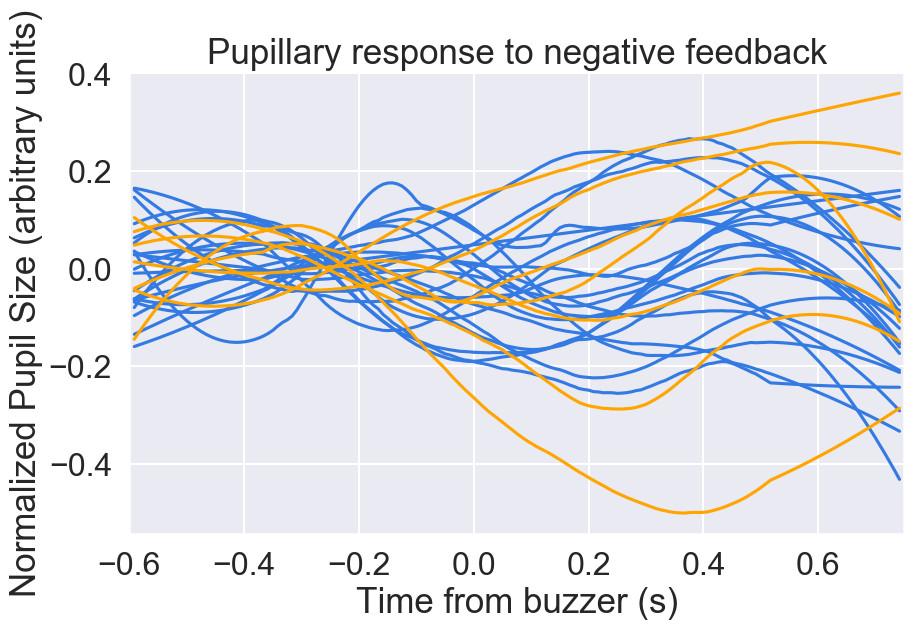 Pupillary response to negative feedback
Normalized Pupil Size (arbitrary units)
0.4
0.2
0.0
−0.2
−0.4
−0.6 −0.4 −0.2 0.0 0.2 0.4 0.6
Time from buzzer (s)